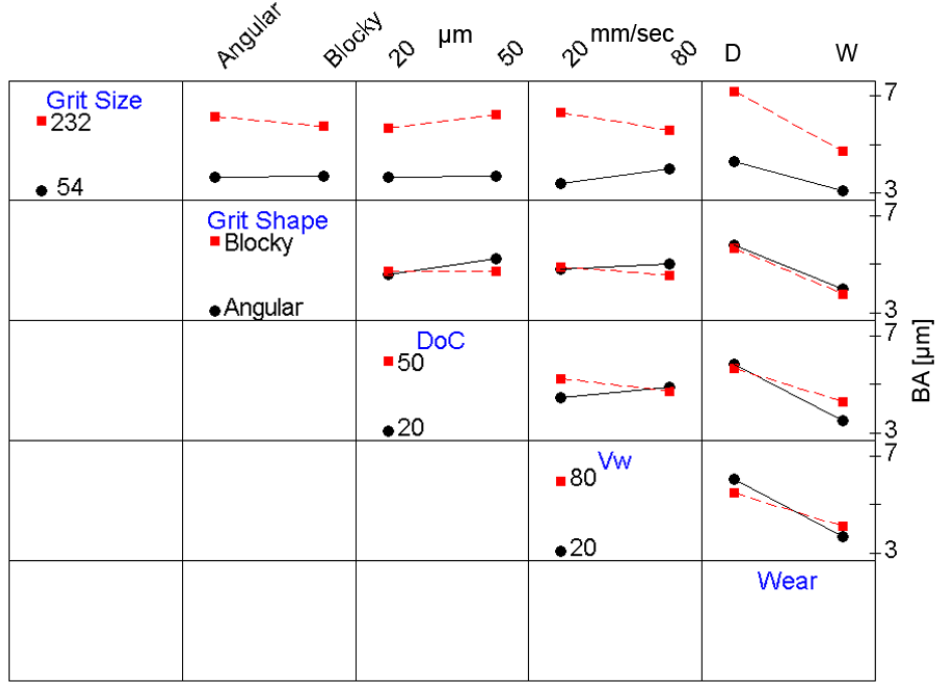 Angular Blocky 20 µm 50 20 mm/sec 80 D W
Grit Size
232
54
7
3
Grit Shape
Blocky
Angular
7
3
DoC
50
20
7
3
BA [µm]
Vw
80
20
7
3
Wear